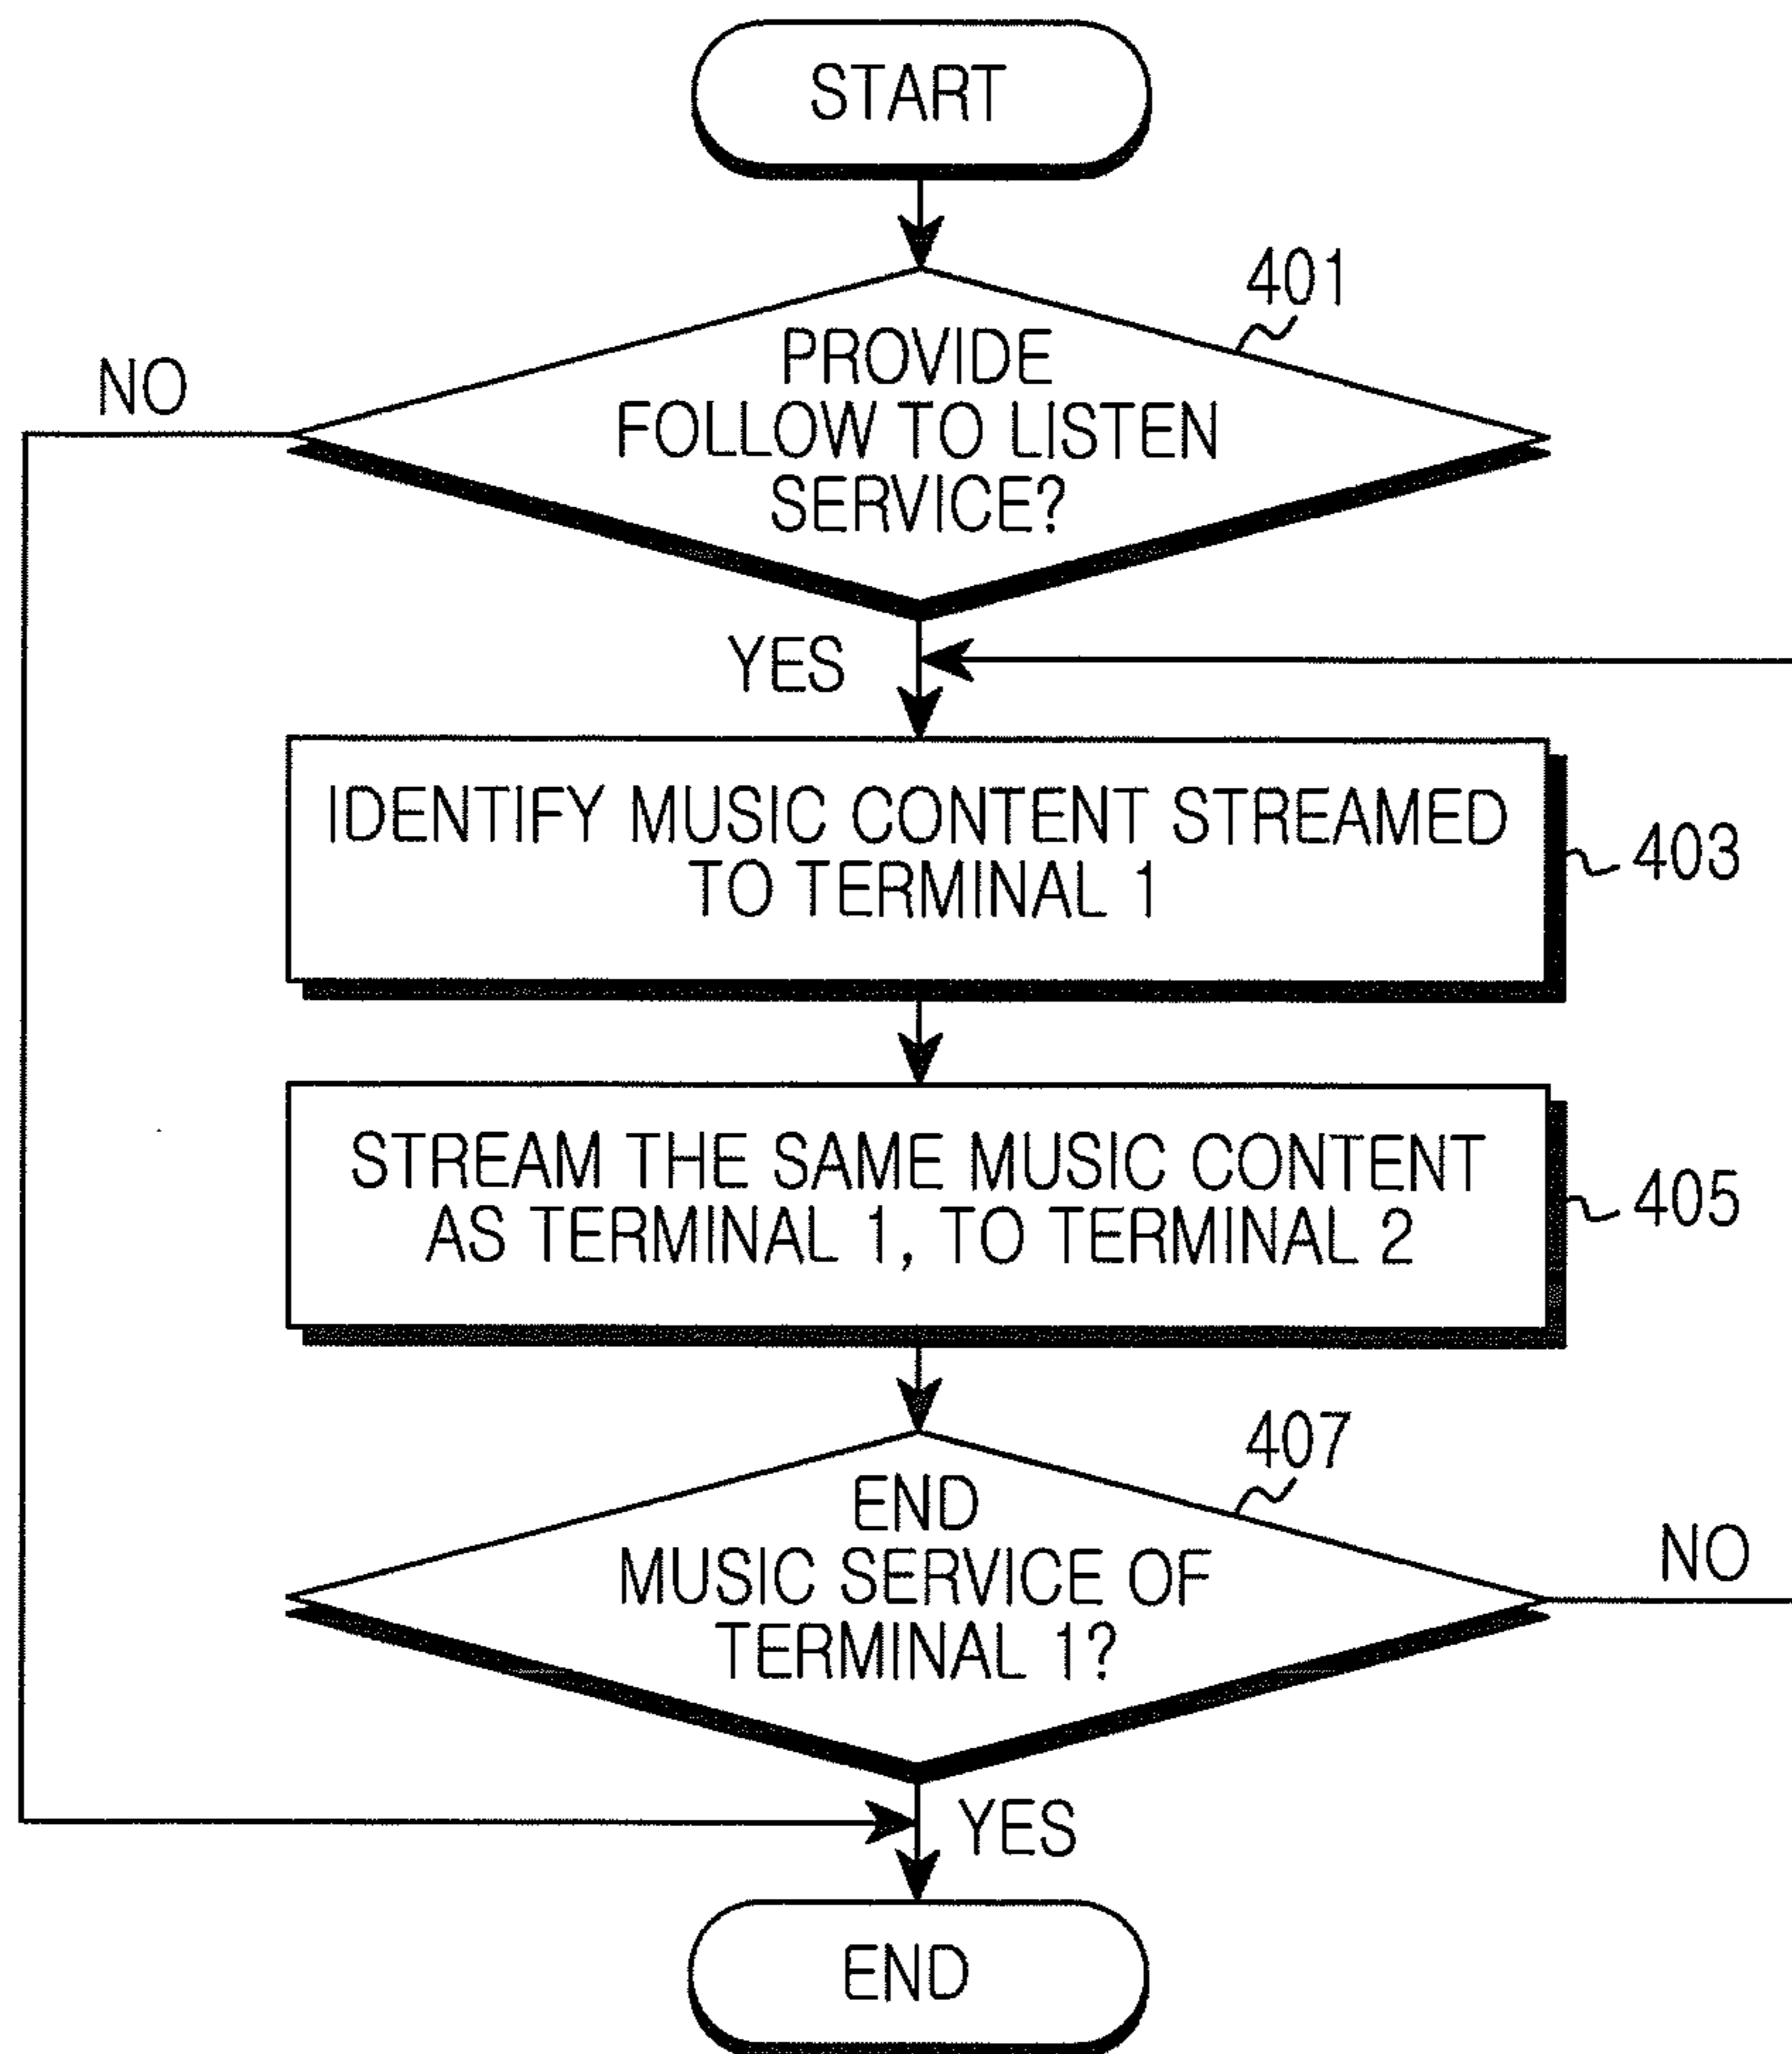 START
401
NO
PROVIDE
FOLLOW TO LISTEN
SERVICE?
YES
IDENTIFY MUSIC CONTENT STREAMED
TO TERMINAL 1
403
STREAM THE SAME MUSIC CONTENT
AS TERMINAL 1, TO TERMINAL 2
405
407
END
MUSIC SERVICE OF
TERMINAL 1?
NO
YES
END